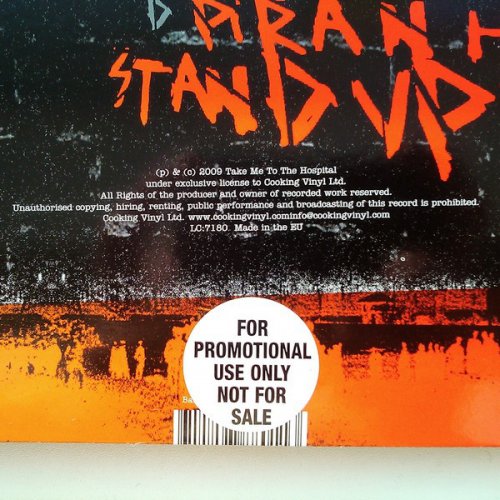 PIRANH
STAND UP
(p) & (c) 2009 Take Me To The Hospital
under exclusive license to Cooking Vinyl Ltd.
All Rights of the producer and owner of recorded work reserved.
Unauthorised copying, hiring, renting, public performance and broadcasting of this record is prohibited.
Cooking Vinyl Ltd. www.cookingvinyl.cominfo@cookingvinyl.com
LC:7180. Made in the EU
FOR
PROMOTIONAL
USE ONLY
NOT FOR
SALE